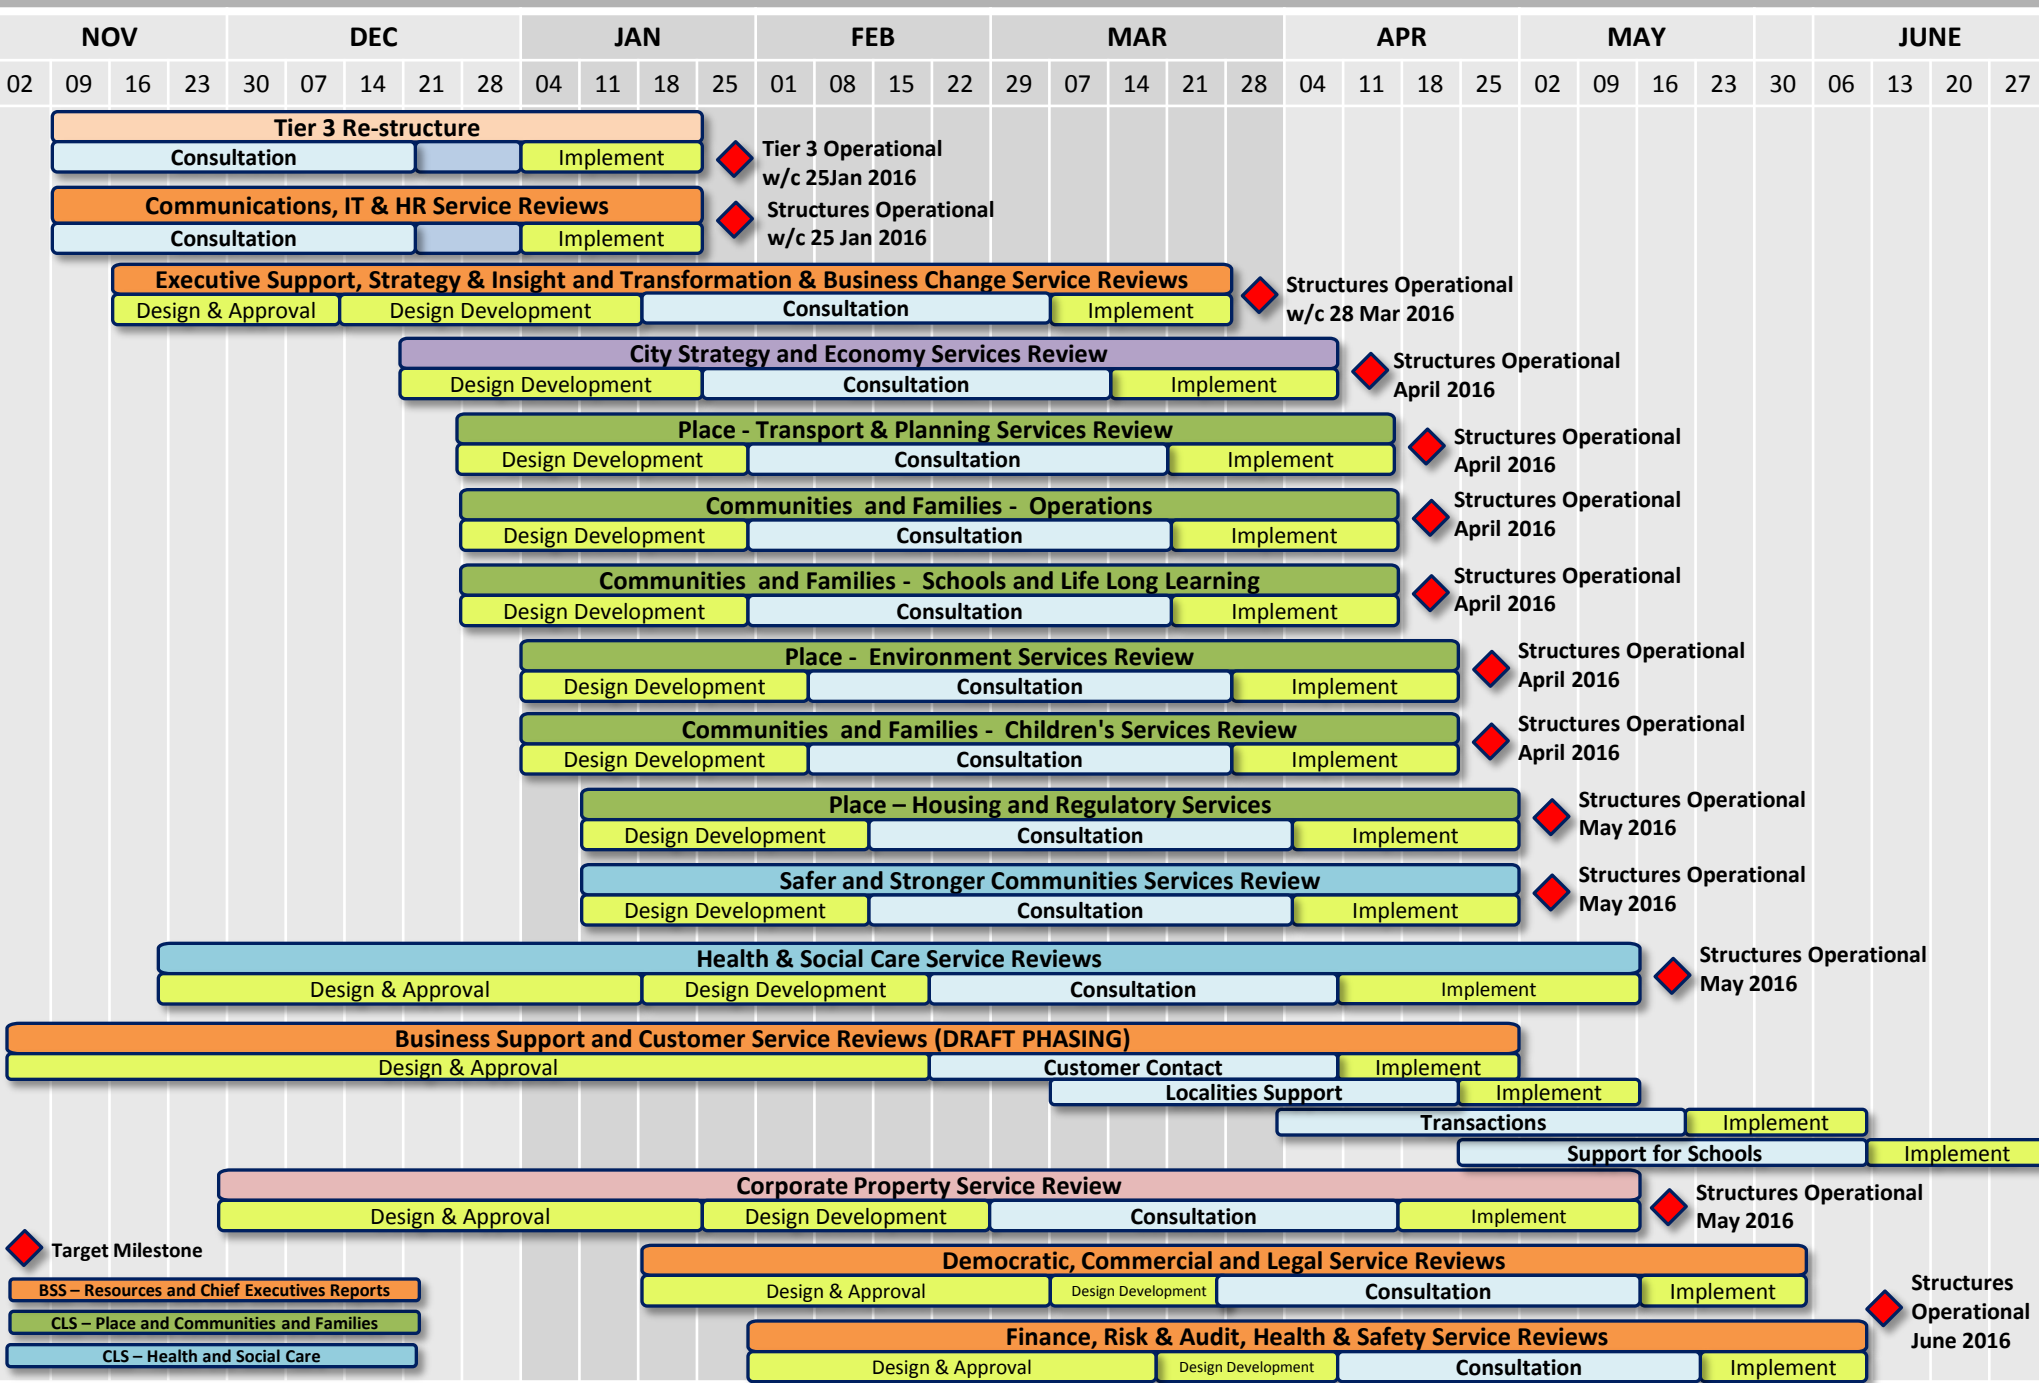 NOV DEC JAN FEB MAR APR MAY JUNE
02 09 16 23 30 07 14 21 28 04 11 18 25 01 08 15 22 29 07 14 21 28 04 11 18 25 02 09 16 23 30 06 13 20 27
Tier 3 Re-structure
Consultation Implement
Tier 3 Operational
w/c 25Jan 2016
Communications, IT & HR Service Reviews
Consultation Implement
Structures Operational
w/c 25 Jan 2016
Executive Support, Strategy & Insight and Transformation & Business Change Service Reviews
Design & Approval Design Development Consultation Implement
Structures Operational
w/c 28 Mar 2016
City Strategy and Economy Services Review
Design Development Consultation Implement
Structures Operational
April 2016
Place - Transport & Planning Services Review
Design Development Consultation Implement
Structures Operational
April 2016
Communities and Families - Operations
Design Development Consultation Implement
Structures Operational
April 2016
Communities and Families - Schools and Life Long Learning
Design Development Consultation Implement
Structures Operational
April 2016
Place - Environment Services Review
Design Development Consultation Implement
Structures Operational
April 2016
Communities and Families - Children's Services Review
Design Development Consultation Implement
Structures Operational
April 2016
Place – Housing and Regulatory Services
Design Development Consultation Implement
Structures Operational
May 2016
Safer and Stronger Communities Services Review
Design Development Consultation Implement
Structures Operational
May 2016
Health & Social Care Service Reviews
Design & Approval Design Development Consultation Implement
Structures Operational
May 2016
Business Support and Customer Service Reviews (DRAFT PHASING)
Design & Approval Customer Contact Implement
Localities Support Implement
Transactions Implement
Support for Schools Implement
Corporate Property Service Review
Design & Approval Design Development Consultation Implement
Structures Operational
May 2016
Target Milestone
Democratic, Commercial and Legal Service Reviews
Design & Approval Design Development Consultation Implement
BSS – Resources and Chief Executives Reports
CLS – Place and Communities and Families
CLS – Health and Social Care
Structures
Operational
June 2016
Finance, Risk & Audit, Health & Safety Service Reviews
Design & Approval Design Development Consultation Implement